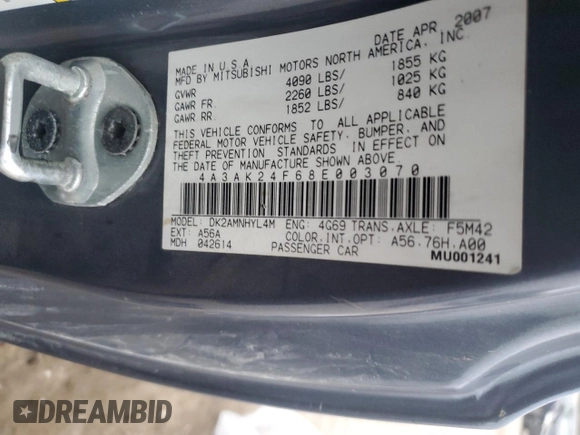 DATE APR 2007
MADE IN U.S.A.
MFD BY MITSUBISHI MOTORS NORTH AMERICA, INC.
GVWR 4090 LBS/ 1855 KG
GAWR FR. 2260 LBS/ 1025 KG
GAWR RR. 1852 LBS/ 840 KG
THIS VEHICLE CONFORMS TO ALL APPLICABLE
FEDERAL MOTOR VEHICLE SAFETY, BUMPER, AND
THEFT PREVENTION STANDARDS IN EFFECT ON
THE DATE OF MANUFACTURE SHOWN ABOVE.
4A3AK24F68E003070
MODEL: DK2AMNHYL4M ENG: 4G69 TRANS.AXLE: F5M42
EXT: A56A COLOR.INT.OPT: A56.76H.A00
MDH 042614 PASSENGER CAR
MU001241
DREAMBID